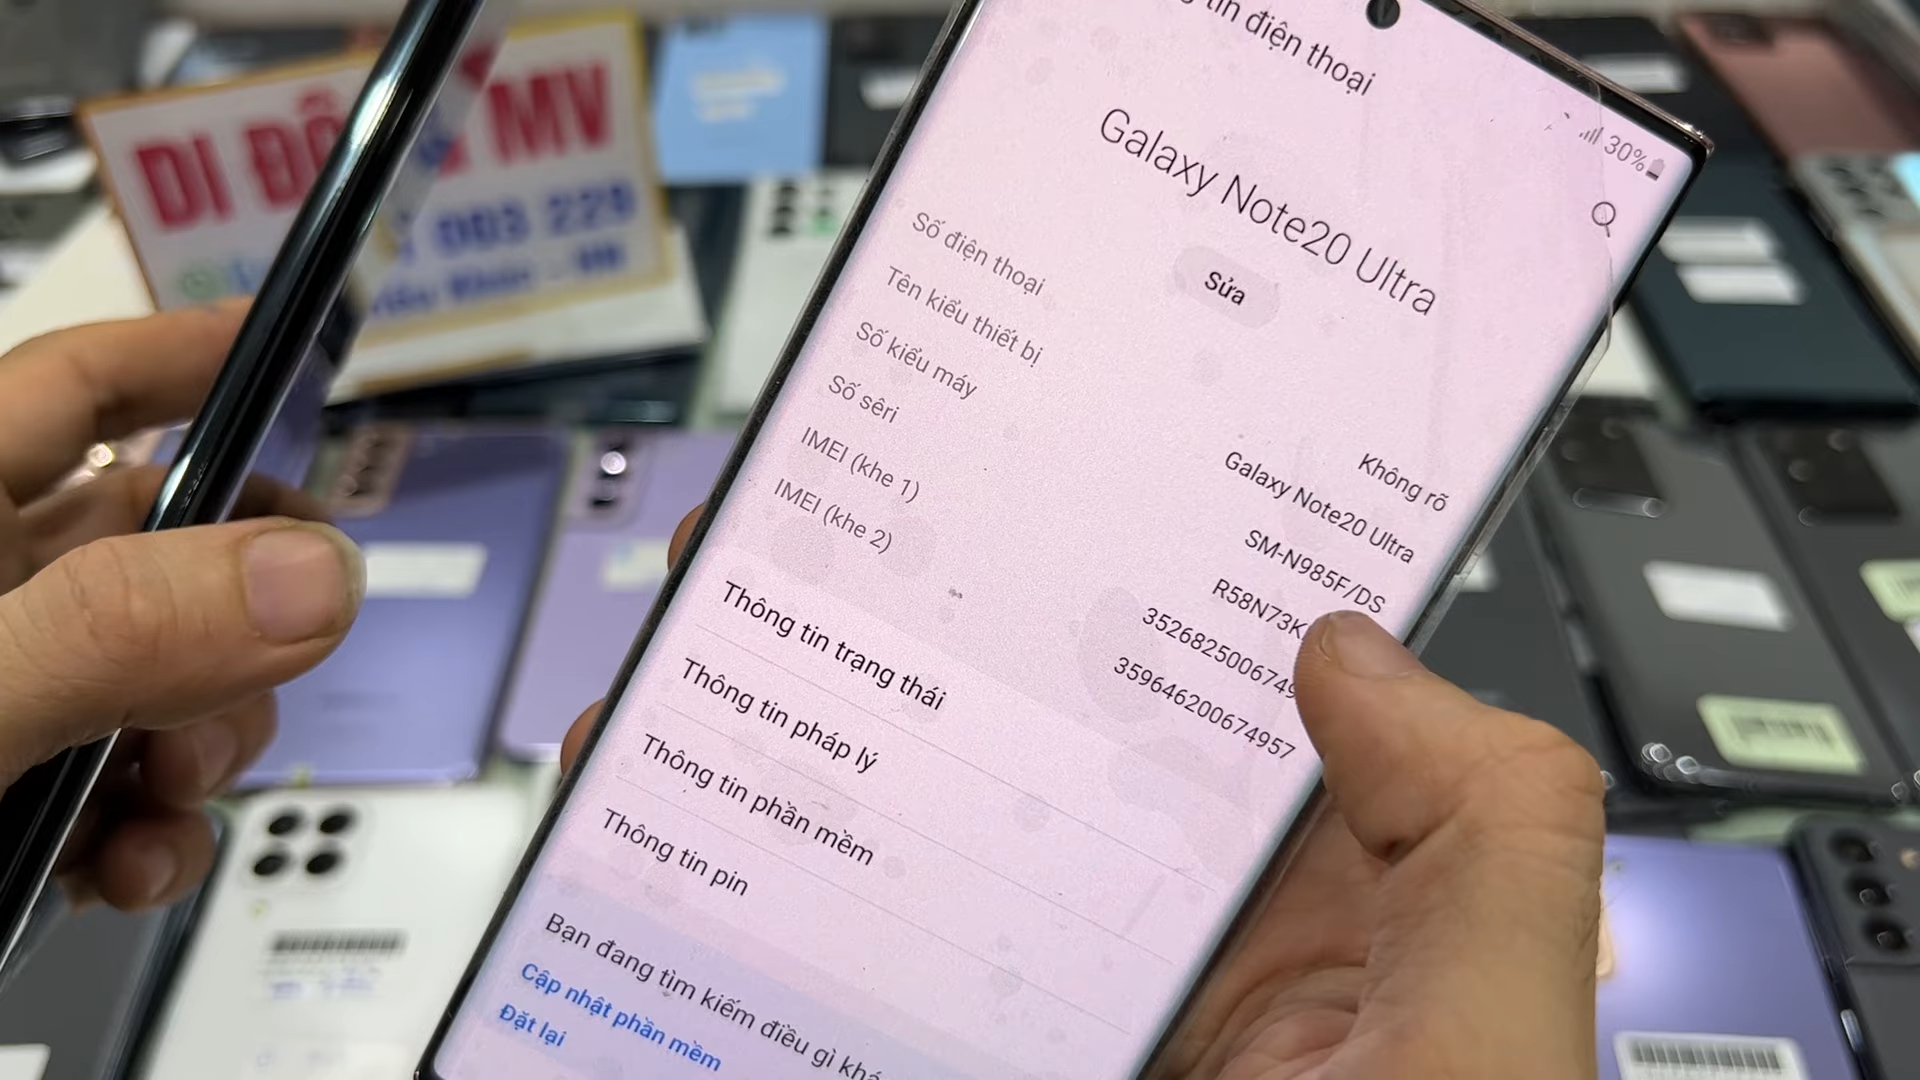 DI ĐỘNG MV
003 229
tin điện thoại
30%
Galaxy Note20 Ultra
Sửa
Số điện thoại
Không rõ
Tên kiểu thiết bị
Galaxy Note20 Ultra
Số kiểu máy
SM-N985F/DS
Số sêri
R58N73K
IMEI (khe 1)
3526825006749
IMEI (khe 2)
359646200674957
Thông tin trạng thái
Thông tin pháp lý
Thông tin phần mềm
Thông tin pin
Bạn đang tìm kiếm điều gì khá
Cập nhật phần mềm
Đặt lại